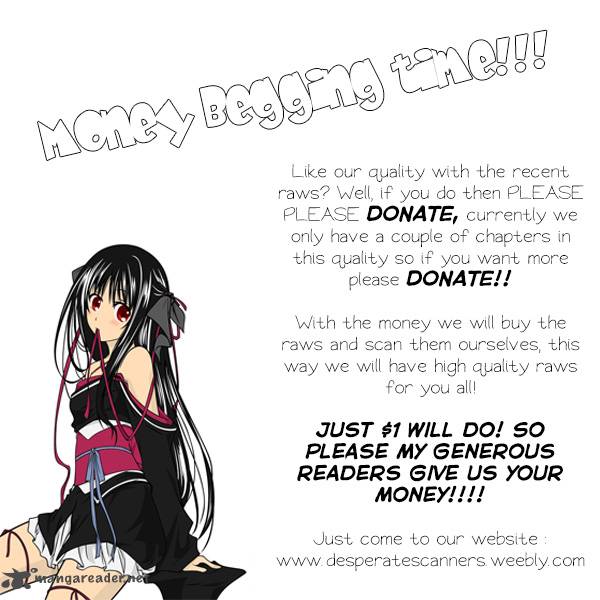 Money Begging time!!!
Like our quality with the recent
raws? Well, if you do then PLEASE
PLEASE DONATE, currently we
only have a couple of chapters in
this quality so if you want more
please DONATE!!
With the money we will buy the
raws and scan them ourselves, this
way we will have high quality raws
for you all!
JUST $1 WILL DO! SO
PLEASE MY GENEROUS
READERS GIVE US YOUR
MONEY!!!!
Just come to our website :
www.desperatescanners.weebly.com
mangareader.net